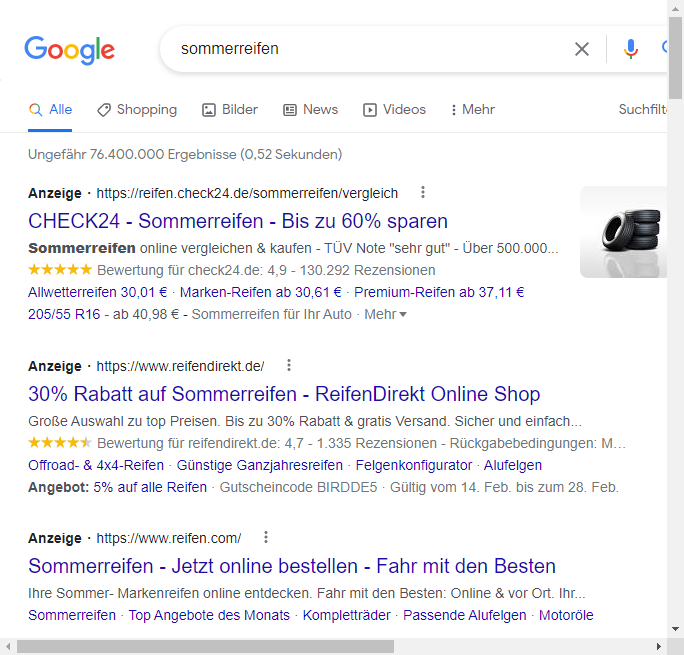 Google
sommerreifen
Alle Shopping Bilder News Videos Mehr Suchfilt
Ungefähr 76.400.000 Ergebnisse (0,52 Sekunden)
Anzeige · https://reifen.check24.de/sommerreifen/vergleich
CHECK24 - Sommerreifen - Bis zu 60% sparen
Sommerreifen online vergleichen & kaufen - TÜV Note "sehr gut" - Über 500.000...
Bewertung für check24.de: 4,9 - 130.292 Rezensionen
Allwetterreifen 30,01 € · Marken-Reifen ab 30,61 € · Premium-Reifen ab 37,11 €
205/55 R16 - ab 40,98 € - Sommerreifen für Ihr Auto · Mehr
Anzeige · https://www.reifendirekt.de/
30% Rabatt auf Sommerreifen - ReifenDirekt Online Shop
Große Auswahl zu top Preisen. Bis zu 30% Rabatt & gratis Versand. Sicher und einfach...
Bewertung für reifendirekt.de: 4,7 - 1.335 Rezensionen - Rückgabebedingungen: M...
Offroad- & 4x4-Reifen · Günstige Ganzjahresreifen · Felgenkonfigurator · Alufelgen
Angebot: 5% auf alle Reifen · Gutscheincode BIRDDE5 · Gültig vom 14. Feb. bis zum 28. Feb.
Anzeige · https://www.reifen.com/
Sommerreifen - Jetzt online bestellen - Fahr mit den Besten
Ihre Sommer- Markenreifen online entdecken. Fahr mit den Besten: Online & vor Ort. Ihr...
Sommerreifen · Top Angebote des Monats · Kompletträder · Passende Alufelgen · Motoröle